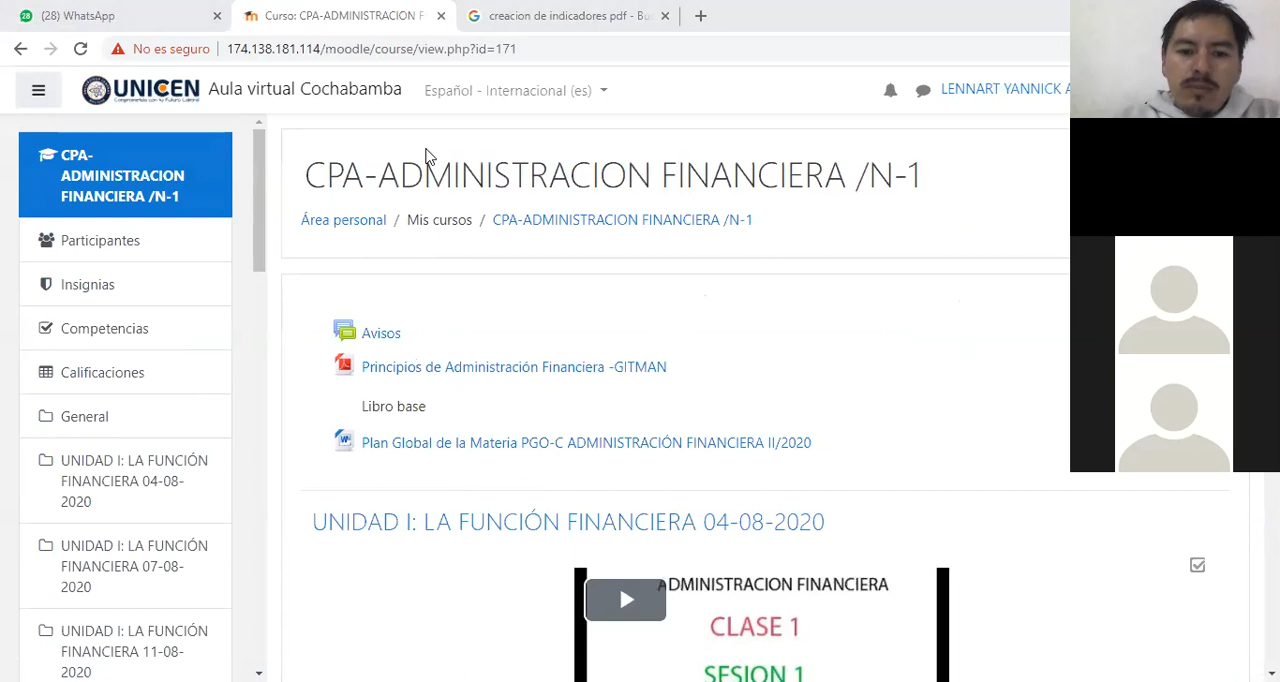 (28) WhatsApp
Curso: CPA-ADMINISTRACION F
creacion de indicadores pdf - Bu
No es seguro
174.138.181.114/moodle/course/view.php?id=171
UNICEN
Aula virtual Cochabamba
Español - Internacional (es)
LENNART YANNICK A
CPA-
ADMINISTRACION
FINANCIERA /N-1
Participantes
Insignias
Competencias
Calificaciones
General
UNIDAD I: LA FUNCIÓN
FINANCIERA 04-08-
2020
UNIDAD I: LA FUNCIÓN
FINANCIERA 07-08-
2020
UNIDAD I: LA FUNCIÓN
FINANCIERA 11-08-
2020
CPA-ADMINISTRACION FINANCIERA /N-1
Área personal / Mis cursos / CPA-ADMINISTRACION FINANCIERA /N-1
Avisos
Principios de Administración Financiera -GITMAN
Libro base
Plan Global de la Materia PGO-C ADMINISTRACIÓN FINANCIERA II/2020
UNIDAD I: LA FUNCIÓN FINANCIERA 04-08-2020
ADMINISTRACION FINANCIERA
CLASE 1
SESION 1